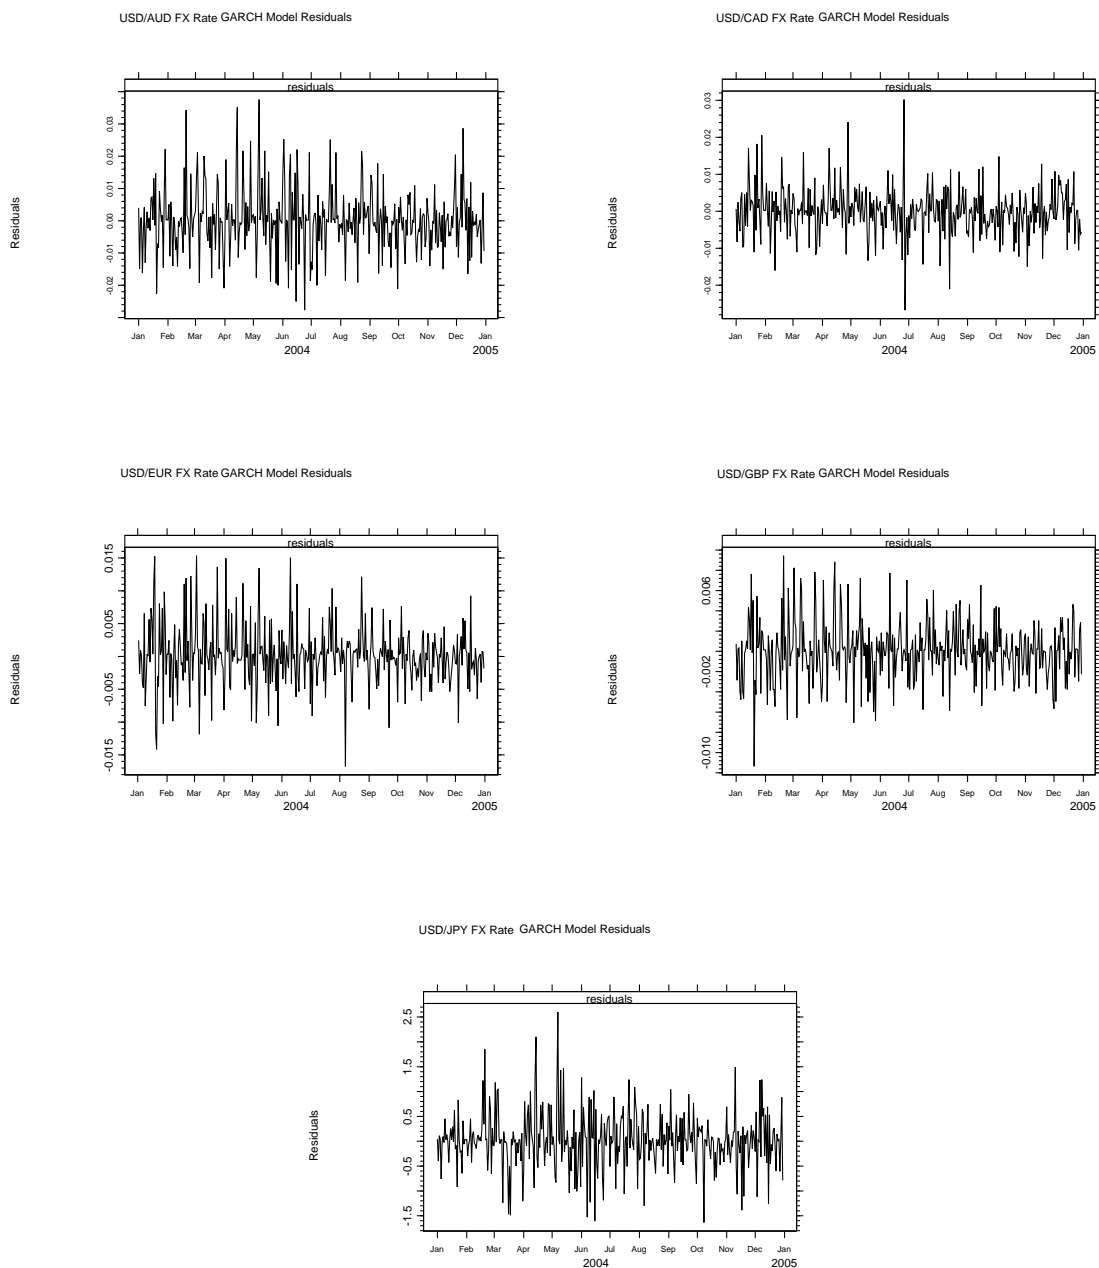 USD/AUD FX Rate GARCH Model Residuals
residuals
Residuals
0.03
0.02
0.01
0.00
-0.01
-0.02
Jan Feb Mar Apr May Jun Jul Aug Sep Oct Nov Dec Jan
2004 2005
USD/CAD FX Rate GARCH Model Residuals
residuals
Residuals
0.03
0.02
0.01
0.00
-0.01
-0.02
Jan Feb Mar Apr May Jun Jul Aug Sep Oct Nov Dec Jan
2004 2005
USD/EUR FX Rate GARCH Model Residuals
residuals
Residuals
0.015
0.005
-0.005
-0.015
Jan Feb Mar Apr May Jun Jul Aug Sep Oct Nov Dec Jan
2004 2005
USD/GBP FX Rate GARCH Model Residuals
residuals
Residuals
0.006
-0.002
-0.010
Jan Feb Mar Apr May Jun Jul Aug Sep Oct Nov Dec Jan
2004 2005
USD/JPY FX Rate GARCH Model Residuals
residuals
Residuals
2.5
1.5
0.5
-0.5
-1.5
Jan Feb Mar Apr May Jun Jul Aug Sep Oct Nov Dec Jan
2004 2005